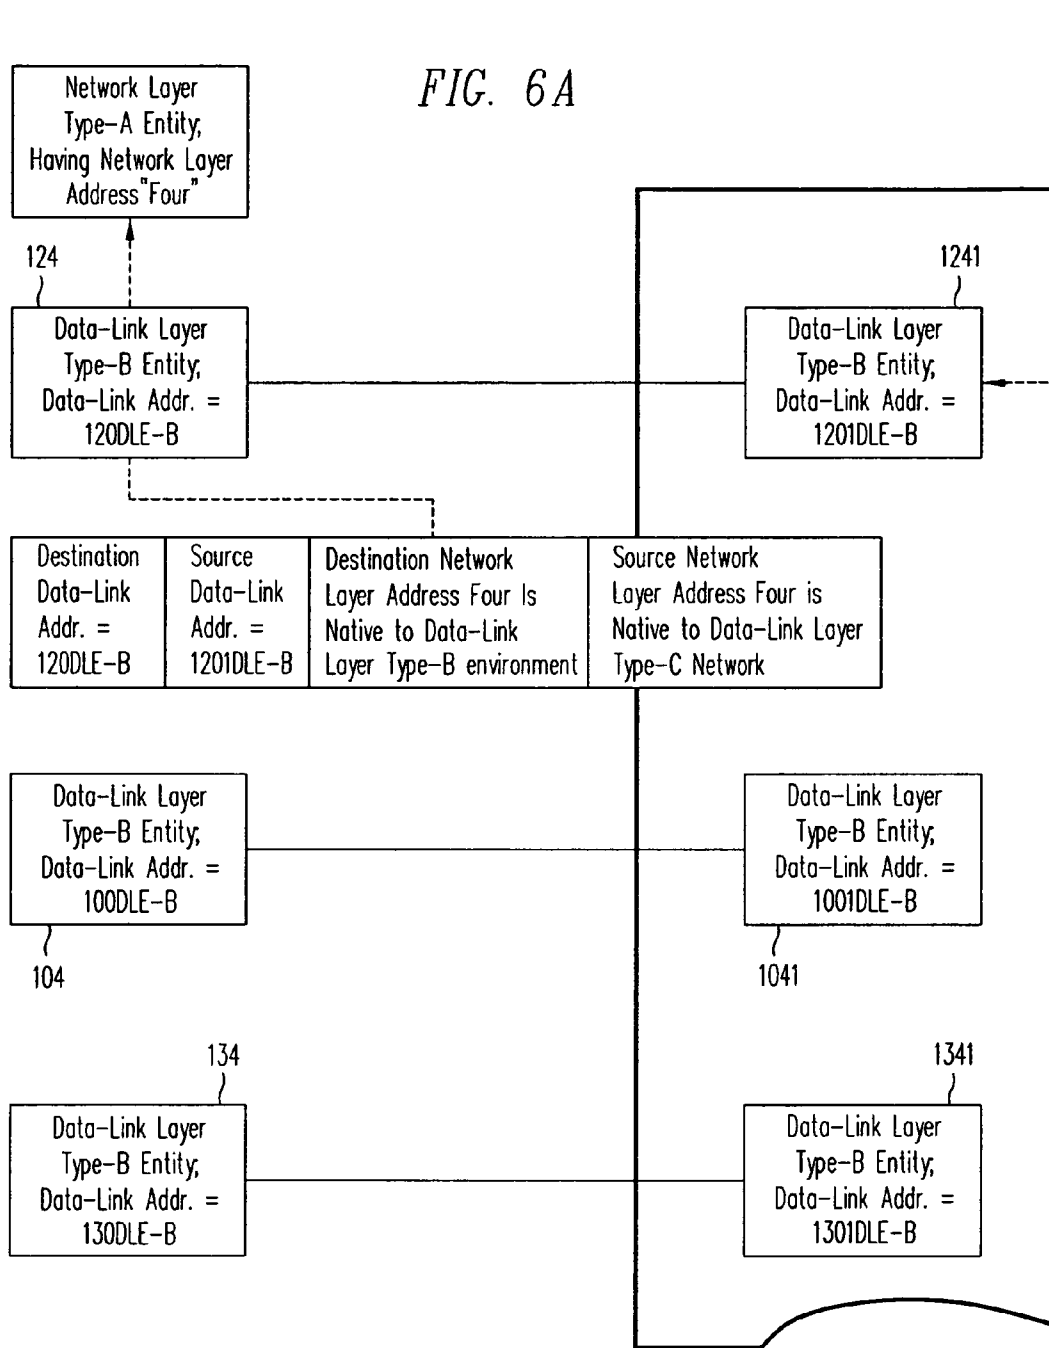 FIG. 6A
Network Layer
Type-A Entity,
Having Network Layer
Address "Four"
124
1241
Data-Link Layer
Type-B Entity,
Data-Link Addr. =
120DLE-B
Data-Link Layer
Type-B Entity,
Data-Link Addr. =
1201DLE-B
Destination
Data-Link
Addr. =
120DLE-B
Source
Data-Link
Addr. =
1201DLE-B
Destination Network
Layer Address Four Is
Native to Data-Link
Layer Type-B environment
Source Network
Layer Address Four is
Native to Data-Link Layer
Type-C Network
Data-Link Layer
Type-B Entity,
Data-Link Addr. =
100DLE-B
104
Data-Link Layer
Type-B Entity,
Data-Link Addr. =
1001DLE-B
1041
134
1341
Data-Link Layer
Type-B Entity,
Data-Link Addr. =
130DLE-B
Data-Link Layer
Type-B Entity,
Data-Link Addr. =
1301DLE-B